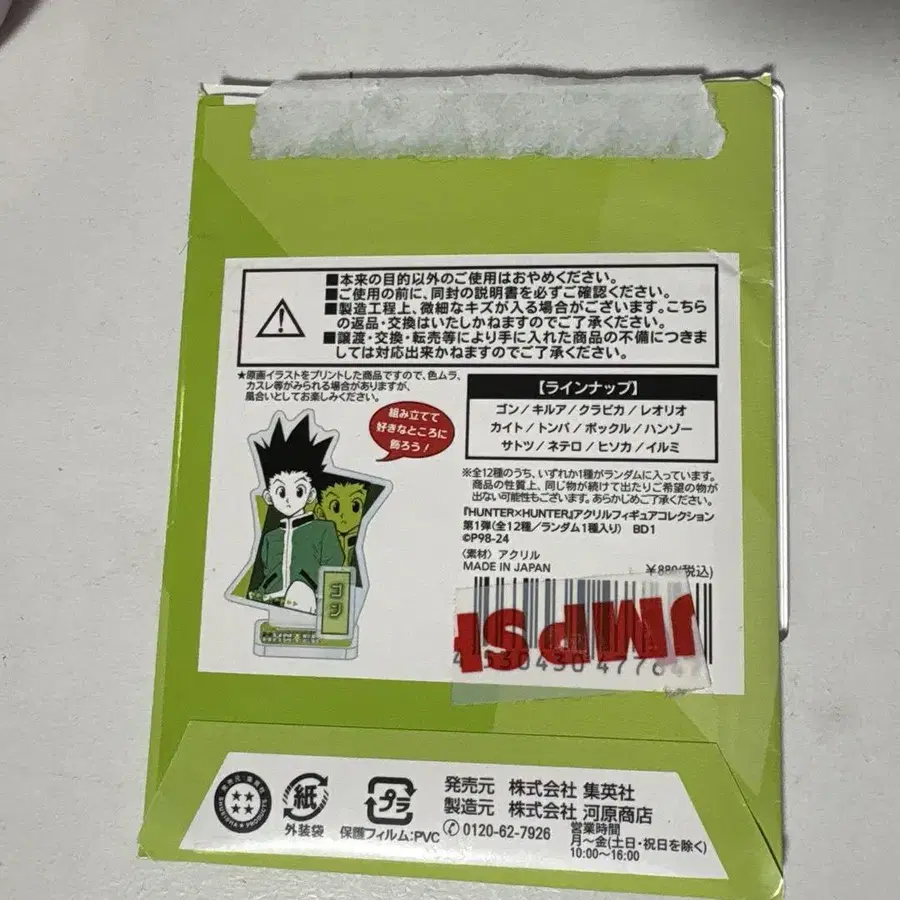 ■本来の目的以外のご使用はおやめください。
■ご使用の前に、同封の説明書を必ずご確認ください。
■製造工程上、微細なキズが入る場合がございます。こちら
の返品・交換はいたしかねますのでご了承ください。
■譲渡・交換・転売等により手に入れた商品の不備につきま
しては対応出来かねますのでご了承ください。
★原画イラストをプリントした商品ですので、色ムラ、
カスレ等がみられる場合がありますが、
風合いとしてお楽しみください。
組み立てて
好きなところに
飾ろう!
ゴン
【ラインナップ】
ゴン/キルア/クラピカ/レオリオ
カイト/トンパ/ポックル/ハンゾー
サトツ/ネテロ/ヒソカ/イルミ
※全12種のうち、いずれか1種がランダムに入っています。
商品の性質上、同じ物が続けて出たりご希望の物が
出ない可能性もございます。あらかじめご了承ください。
『HUNTER×HUNTER』アクリルフィギュアコレクション
第1弾(全12種/ランダム1種入り) BD1
©P98-24
〈素材〉アクリル
MADE IN JAPAN
¥880(税込)
JMPSH
紙
外装袋
プラ
保護フィルム:PVC
発売元 株式会社 集英社
製造元 株式会社 河原商店
0120-62-7926
営業時間
月～金(土日・祝日を除く)
10:00～16:00